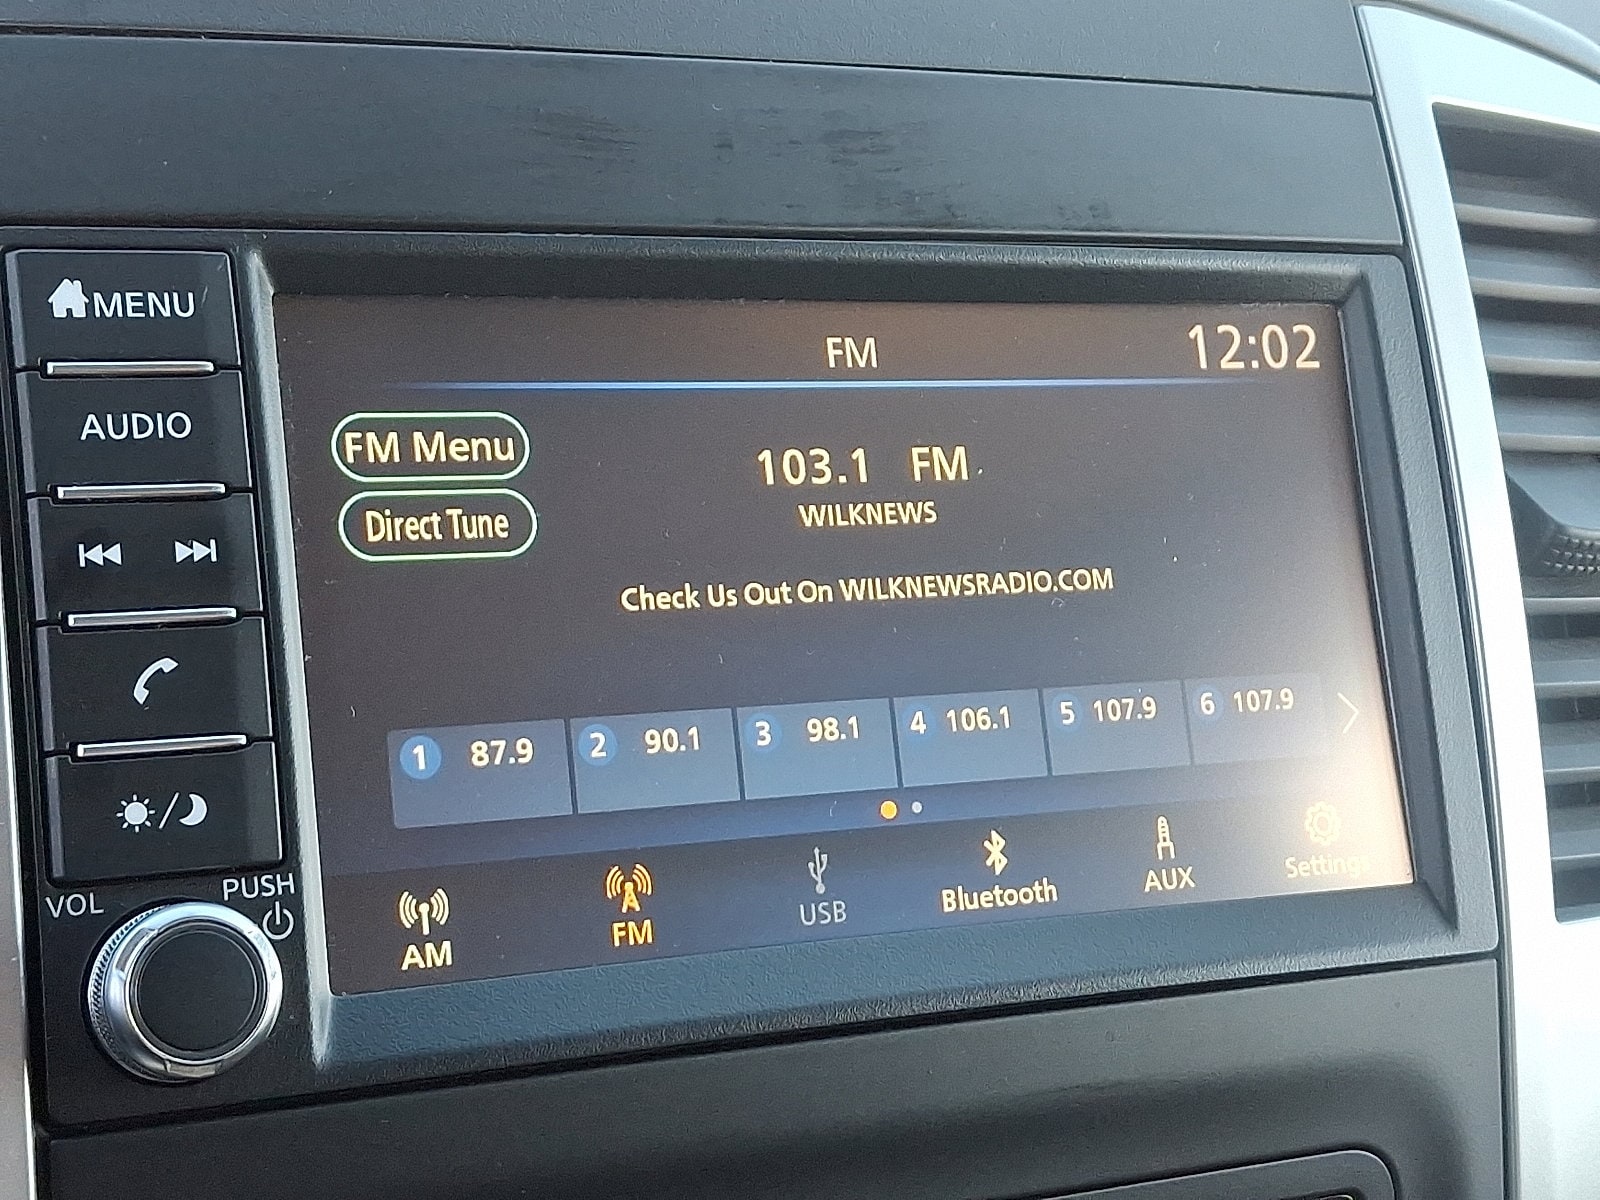 MENU
AUDIO
VOL
PUSH
FM
12:02
FM Menu
Direct Tune
103.1 FM
WILKNEWS
Check Us Out On WILKNEWSRADIO.COM
1 87.9
2 90.1
3 98.1
4 106.1
5 107.9
6 107.9
AM
FM
USB
Bluetooth
AUX
Settings